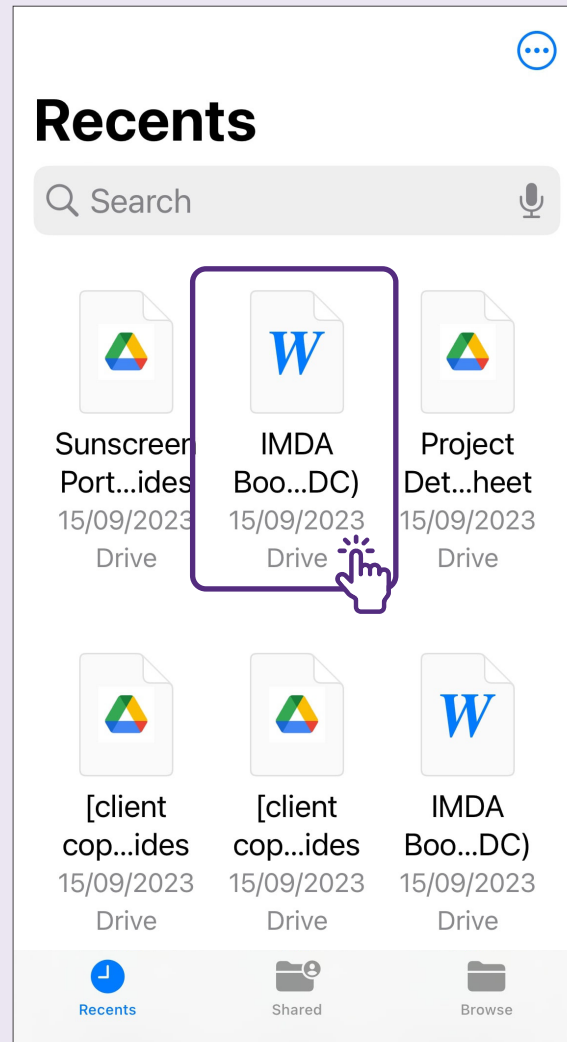 Recents
Search
Sunscreen
Port...ides
15/09/2023
Drive
W
IMDA
Boo...DC)
15/09/2023
Drive
Project
Det...heet
15/09/2023
Drive
[client
cop...ides
15/09/2023
Drive
[client
cop...ides
15/09/2023
Drive
W
IMDA
Boo...DC)
15/09/2023
Drive
Recents
Shared
Browse